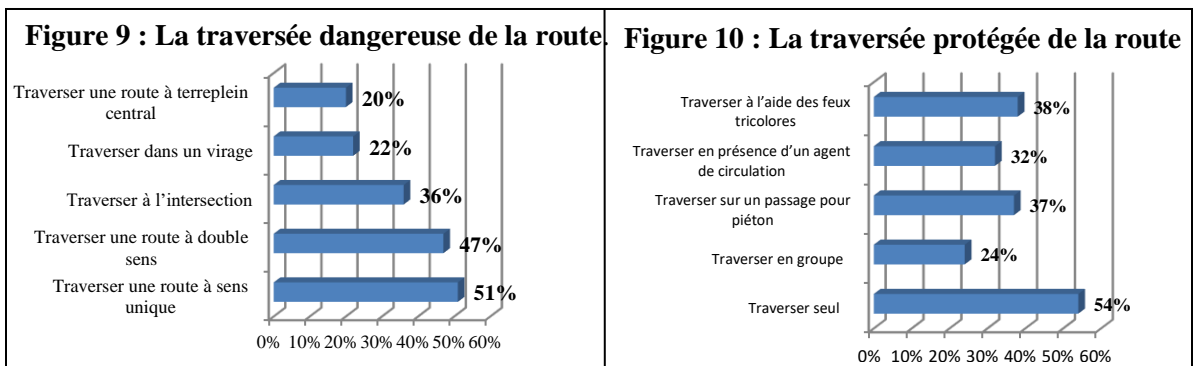 Figure 9 : La traversée dangereuse de la route.
Traverser une route à terreplein
central
20%
Traverser dans un virage
22%
Traverser à l'intersection
36%
Traverser une route à double
sens
47%
Traverser une route à sens
unique
51%
0% 10% 20% 30% 40% 50% 60%
Figure 10 : La traversée protégée de la route
Traverser à l'aide des feux
tricolores
38%
Traverser en présence d'un agent
de circulation
32%
Traverser sur un passage pour
piéton
37%
Traverser en groupe
24%
Traverser seul
54%
0% 10% 20% 30% 40% 50% 60%